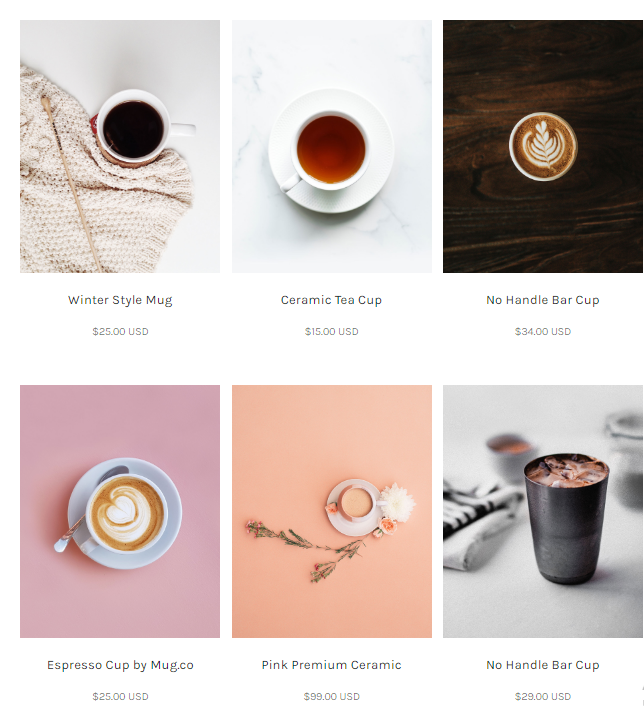 Winter Style Mug
Ceramic Tea Cup
No Handle Bar Cup
$25.00 USD
$15.00 USD
$34.00 USD
Espresso Cup by Mug.co
Pink Premium Ceramic
No Handle Bar Cup
$25.00 USD
$99.00 USD
$29.00 USD